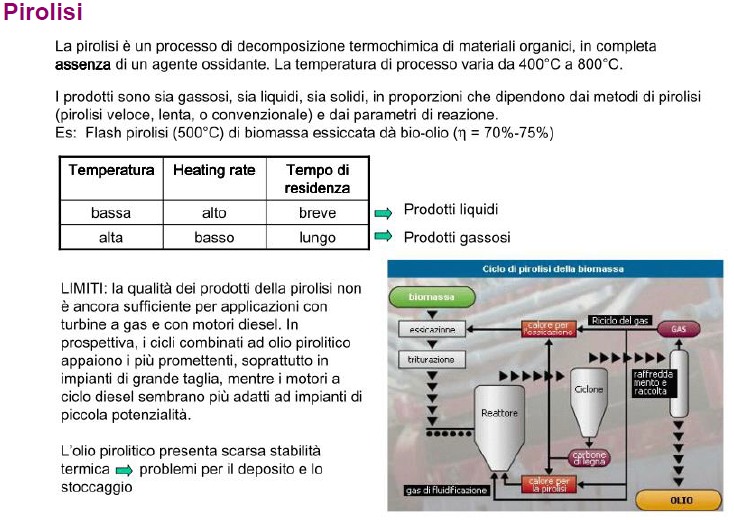 Pirolisi
La pirolisi è un processo di decomposizione termochimica di materiali organici, in completa
assenza di un agente ossidante. La temperatura di processo varia da 400°C a 800°C.
I prodotti sono sia gassosi, sia liquidi, sia solidi, in proporzioni che dipendono dai metodi di pirolisi
(pirolisi veloce, lenta, o convenzionale) e dai parametri di reazione.
Es: Flash pirolisi (500°C) di biomassa essiccata dà bio-olio (η = 70%-75%)
Temperatura Heating rate Tempo di
residenza
bassa alto breve Prodotti liquidi
alta basso lungo Prodotti gassosi
LIMITI: la qualità dei prodotti della pirolisi non
è ancora sufficiente per applicazioni con
turbine a gas e con motori diesel. In
prospettiva, i cicli combinati ad olio pirolitico
appaiono i più promettenti, soprattutto in
impianti di grande taglia, mentre i motori a
ciclo diesel sembrano più adatti ad impianti di
piccola potenzialità.
L'olio pirolitico presenta scarsa stabilità
termica problemi per il deposito e lo
stoccaggio
Ciclo di pirolisi della biomassa
biomassa
essicazione
calore per
l'essicazione
Riciclo del gas
GAS
triturazione
raffredda
mento e
raccolta
Ciclone
Reattore
carbone
di legna
gas di fluidificazione
calore per
la pirolisi
OLIO